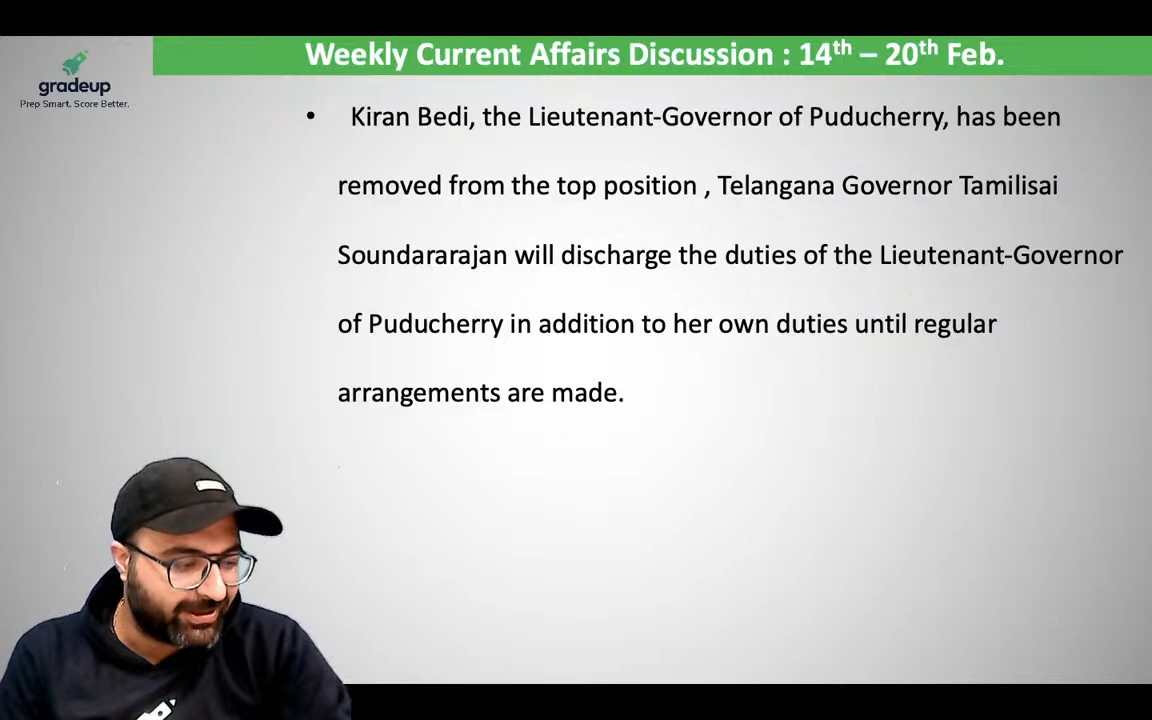 Weekly Current Affairs Discussion : 14th – 20th Feb.
gradeup
Prep Smart. Score Better.
• Kiran Bedi, the Lieutenant-Governor of Puducherry, has been
removed from the top position , Telangana Governor Tamilisai
Soundararajan will discharge the duties of the Lieutenant-Governor
of Puducherry in addition to her own duties until regular
arrangements are made.